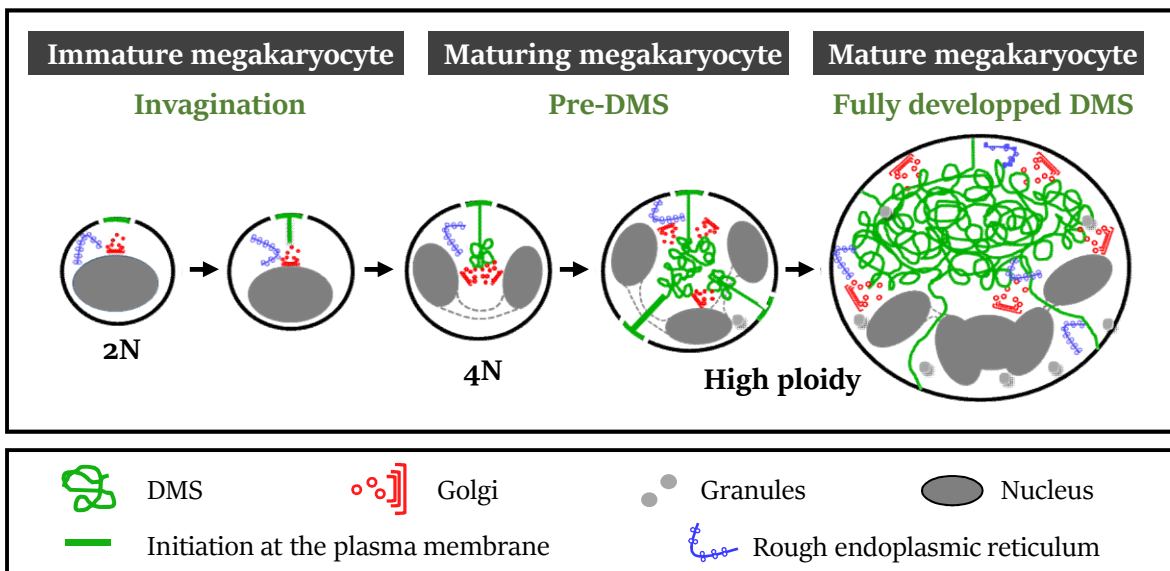 Immature megakaryocyte
Maturing megakaryocyte
Mature megakaryocyte
Invagination
Pre-DMS
Fully developped DMS
2N
4N
High ploidy
DMS
Golgi
Granules
Nucleus
Initiation at the plasma membrane
Rough endoplasmic reticulum